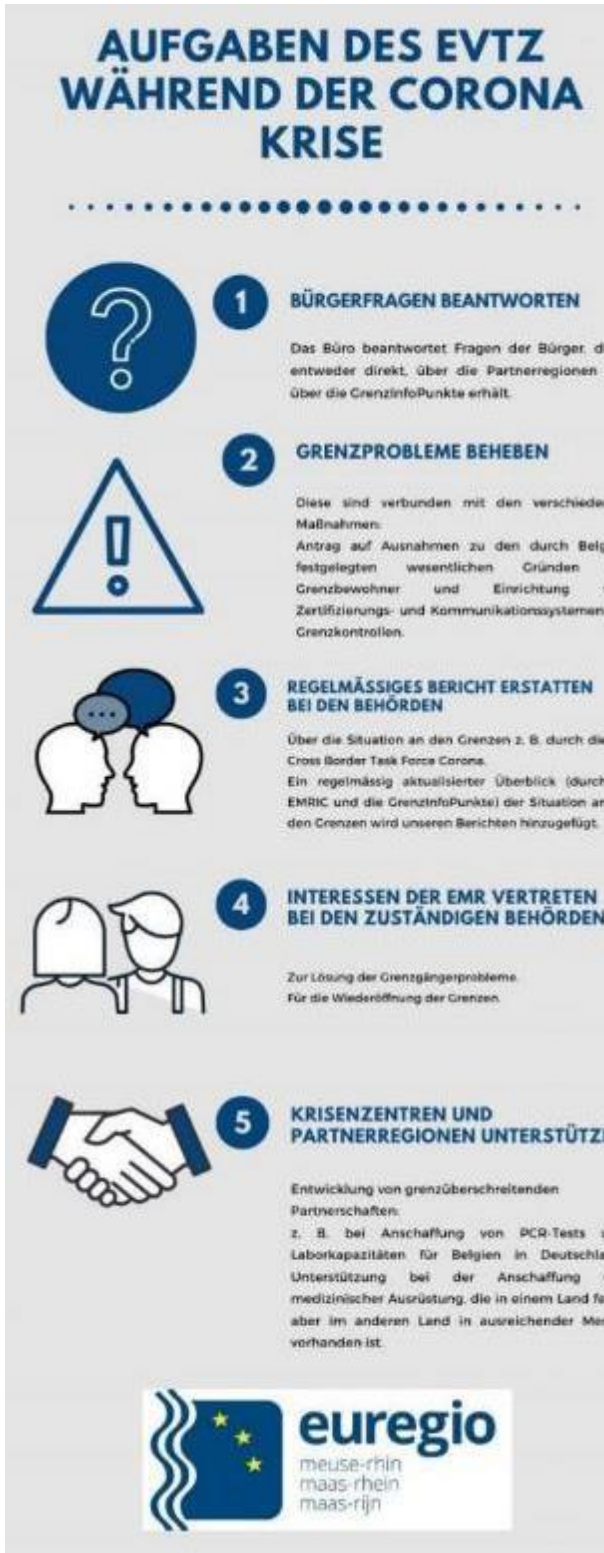 AUFGABEN DES EVTZ
WÄHREND DER CORONA
KRISE
1
BÜRGERFRAGEN BEANTWORTEN
Das Büro beantwortet Fragen der Bürger, d
entweder direkt, über die Partnerregionen
über die GrenzInfoPunkte erhält.
2
GRENZPROBLEME BEHEBEN
Diese sind verbunden mit den verschiede
Maßnahmen:
Antrag auf Ausnahmen zu den durch Belg
festgelegten wesentlichen Gründen
Grenzbewohner und Einrichtung
Zertifizierungs- und Kommunikationssystemen
Grenzkontrollen.
3
REGELMÄSSIGES BERICHT ERSTATTEN
BEI DEN BEHÖRDEN
Über die Situation an den Grenzen z. B. durch die
Cross Border Task Force Corona.
Ein regelmässig aktualisierter Überblick (durch
EMRIC und die GrenzInfoPunkte) der Situation an
den Grenzen wird unseren Berichten hinzugefügt.
4
INTERESSEN DER EMR VERTRETEN
BEI DEN ZUSTÄNDIGEN BEHÖRDEN
Zur Lösung der Grenzgängerprobleme.
Für die Wiederöffnung der Grenzen.
5
KRISENZENTREN UND
PARTNERREGIONEN UNTERSTÜTZE
Entwicklung von grenzüberschreitenden
Partnerschaften:
z. B. bei Anschaffung von PCR-Tests u
Laborkapazitäten für Belgien in Deutschla
Unterstützung bei der Anschaffung
medizinischer Ausrüstung, die in einem Land fe
aber im anderen Land in ausreichender Men
vorhanden ist.
euregio
meuse-rhin
maas-rhein
maas-rijn